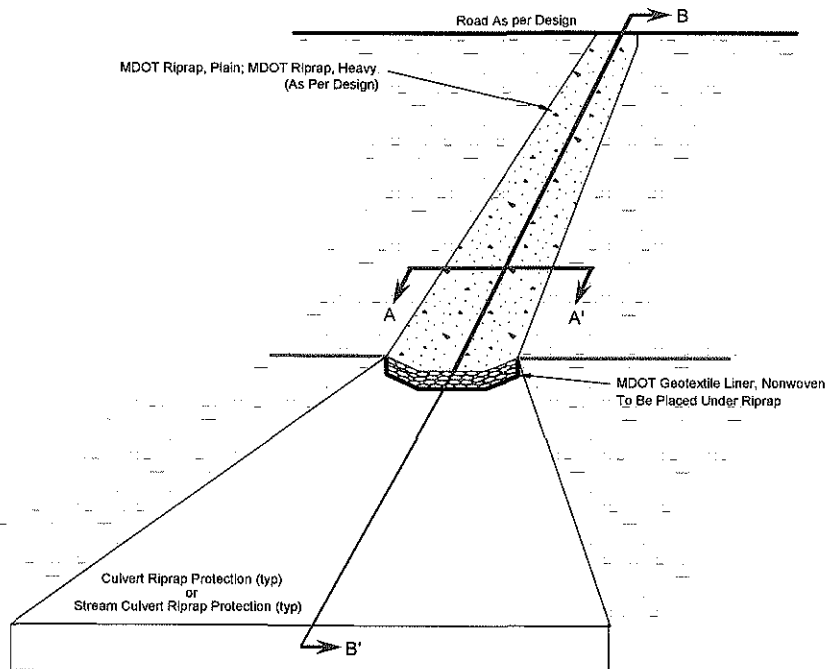 Road As per Design
B
MDOT Riprap, Plain; MDOT Riprap, Heavy
(As Per Design)
A
A'
MDOT Geotextile Liner, Nonwoven
To Be Placed Under Riprap
Culvert Riprap Protection (typ)
or
Stream Culvert Riprap Protection (typ)
B'